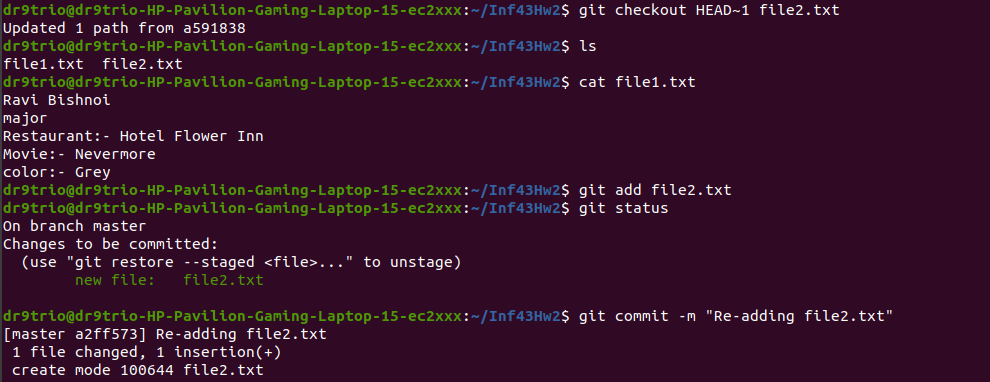 dr9trio@dr9trio-HP-Pavilion-Gaming-Laptop-15-ec2xxx:~/Inf43Hw2$ git checkout HEAD~1 file2.txt
Updated 1 path from a591838
dr9trio@dr9trio-HP-Pavilion-Gaming-Laptop-15-ec2xxx:~/Inf43Hw2$ ls
file1.txt  file2.txt
dr9trio@dr9trio-HP-Pavilion-Gaming-Laptop-15-ec2xxx:~/Inf43Hw2$ cat file1.txt
Ravi Bishnoi
major
Restaurant:- Hotel Flower Inn
Movie:- Nevermore
color:- Grey
dr9trio@dr9trio-HP-Pavilion-Gaming-Laptop-15-ec2xxx:~/Inf43Hw2$ git add file2.txt
dr9trio@dr9trio-HP-Pavilion-Gaming-Laptop-15-ec2xxx:~/Inf43Hw2$ git status
On branch master
Changes to be committed:
  (use "git restore --staged <file>..." to unstage)
        new file:   file2.txt

dr9trio@dr9trio-HP-Pavilion-Gaming-Laptop-15-ec2xxx:~/Inf43Hw2$ git commit -m "Re-adding file2.txt"
[master a2ff573] Re-adding file2.txt
 1 file changed, 1 insertion(+)
 create mode 100644 file2.txt